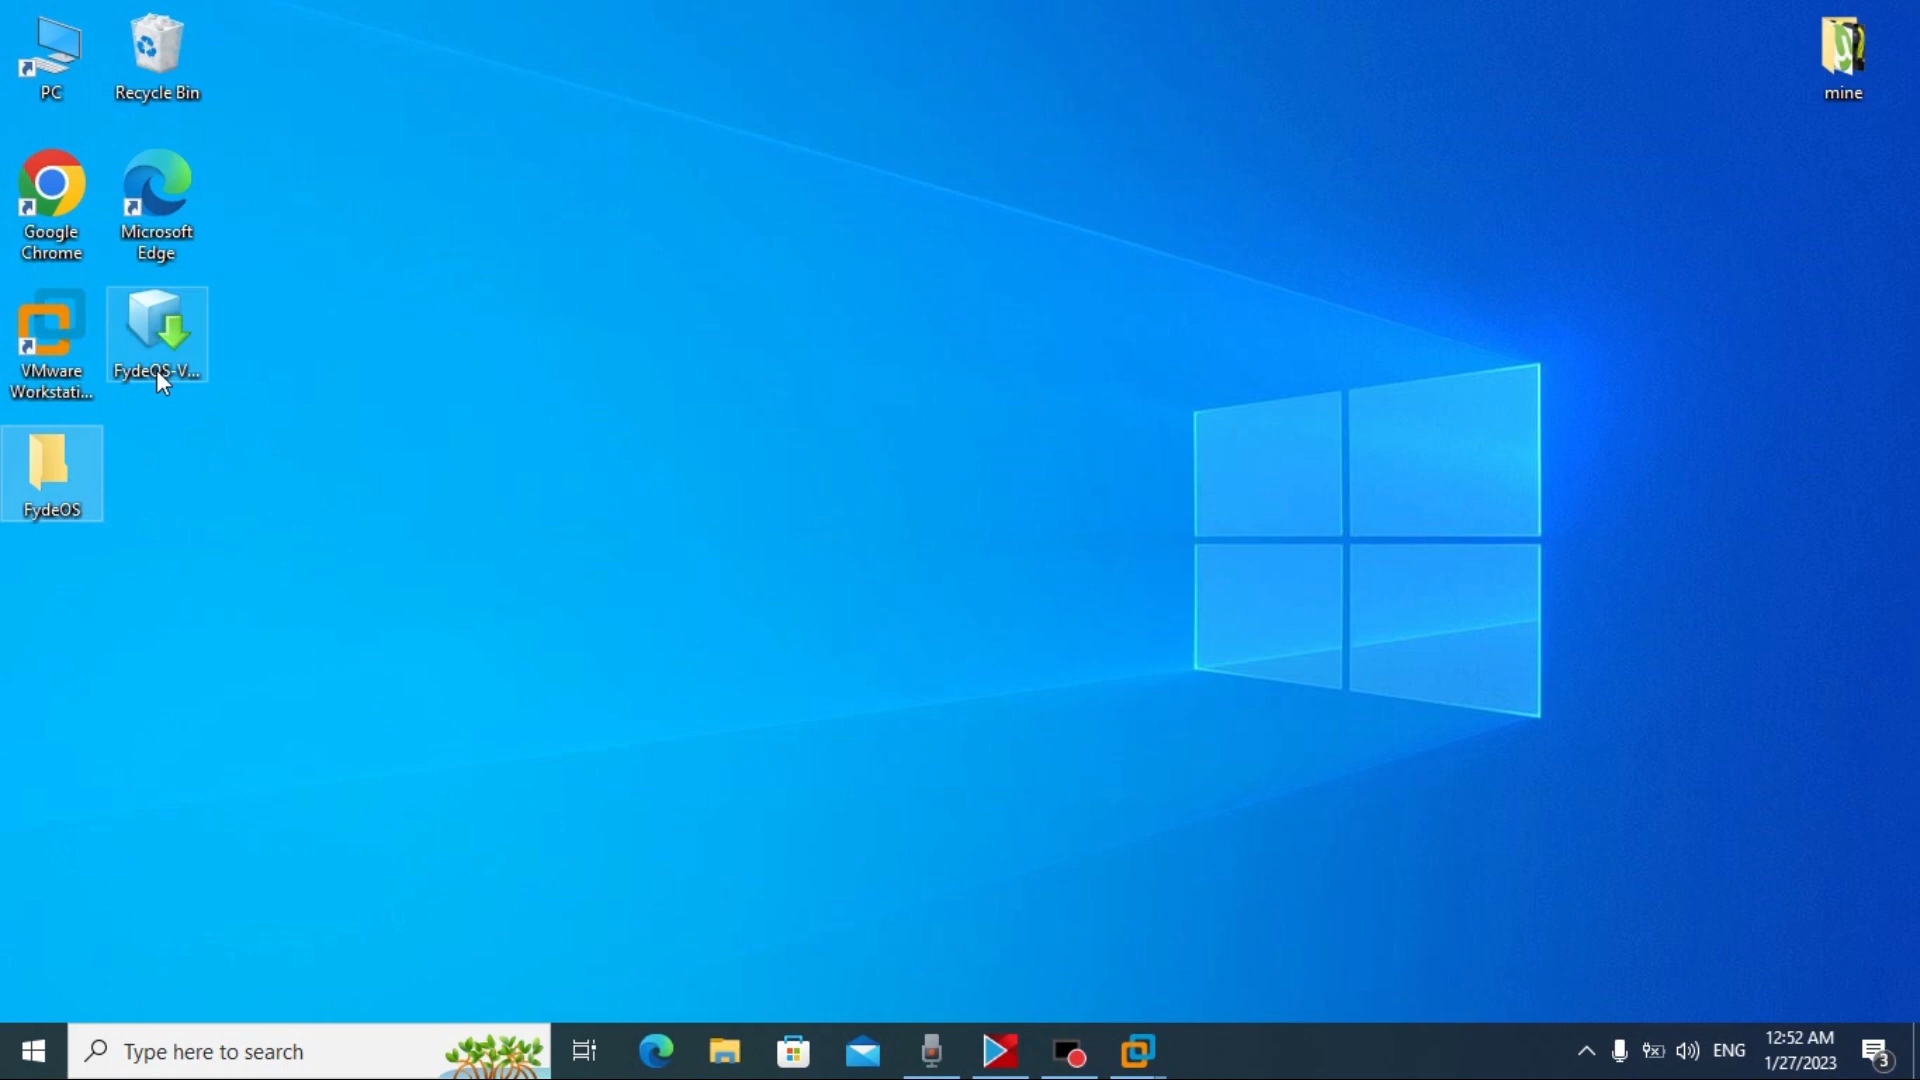 PC
Recycle Bin
mine
Google
Chrome
Microsoft
Edge
VMware
Workstati...
FydeOS-V...
FydeOS
Type here to search
ENG
12:52 AM
1/27/2023
3